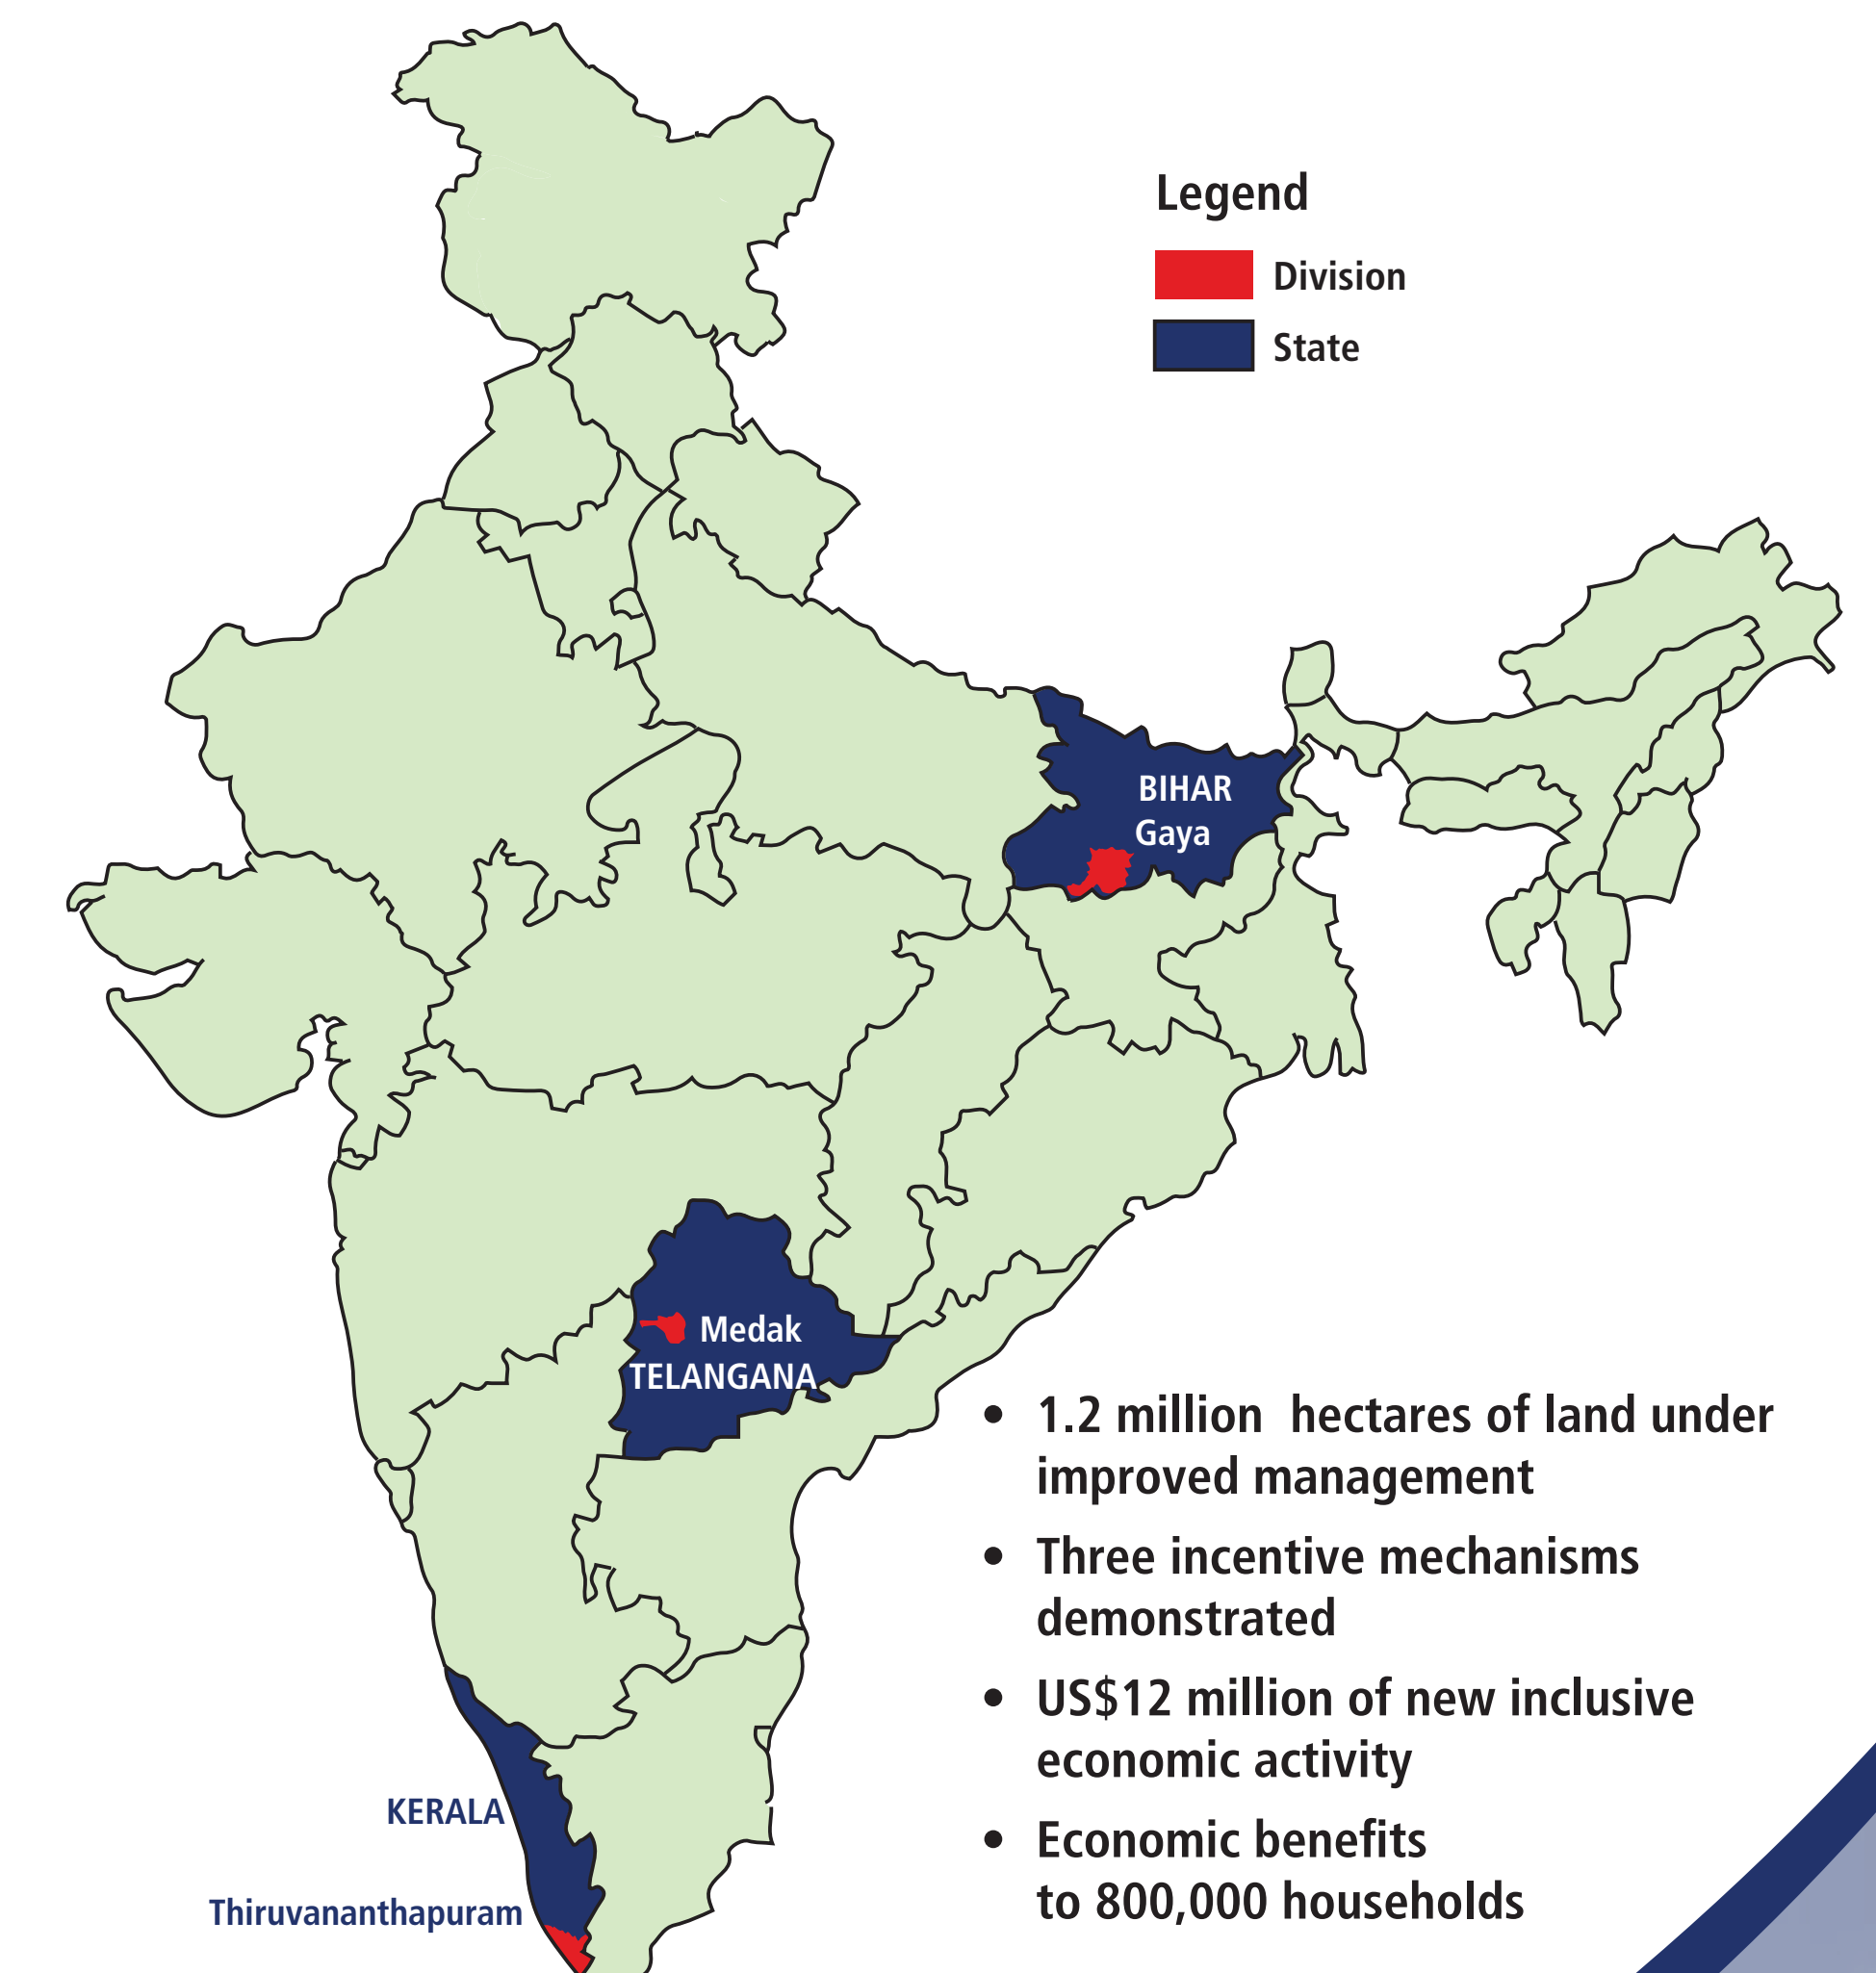 Legend
Division
State
BIHAR
Gaya
Medak
TELANGANA
• 1.2 million hectares of land under
improved management
• Three incentive mechanisms
demonstrated
• US$12 million of new inclusive
economic activity
• Economic benefits
to 800,000 households
KERALA
Thiruvananthapuram